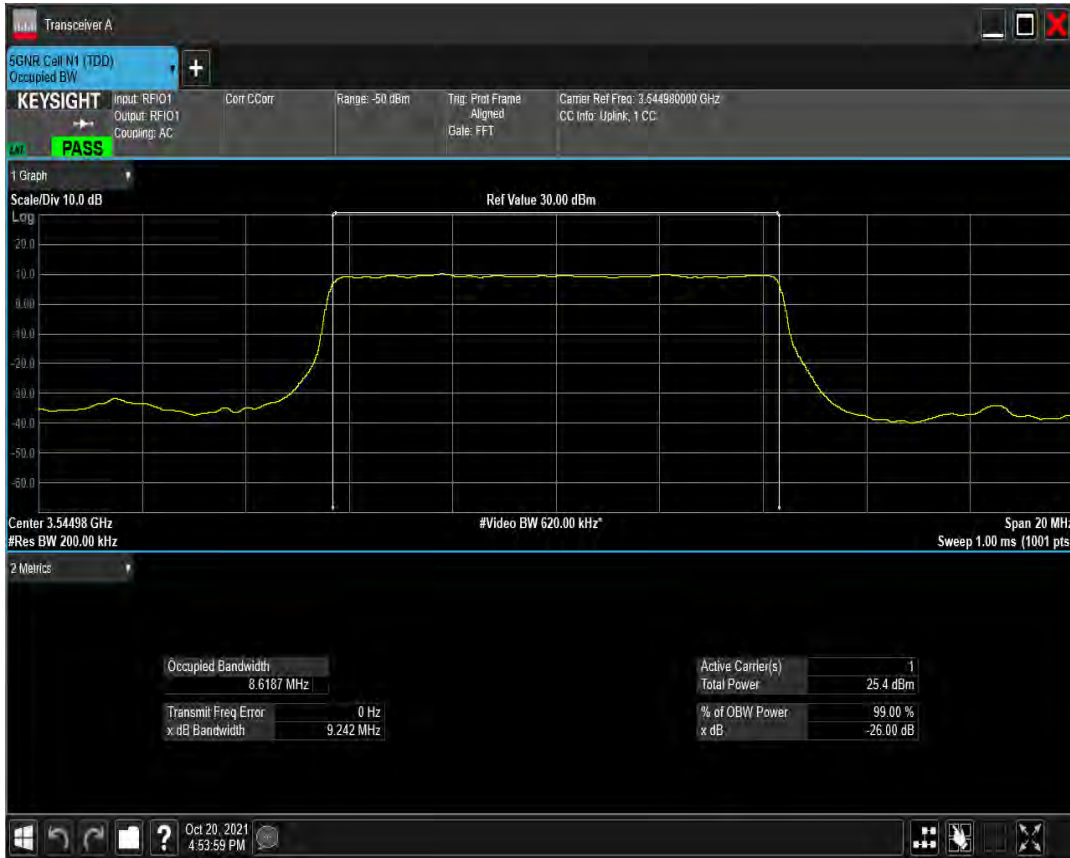 Transceiver A
5GNR Cell N1 (TDD)
Occupied BW
+
KEYSIGHT
Input: RFIO1
Output: RFIO1
Coupling: AC
Corr CCorr
Range: -50 dBm
Trig: Prot Frame
Aligned
Gate: FFT
Carrier Ref Freq: 3.544980000 GHz
CC Info: Uplink, 1 CC
PASS
1 Graph
Scale/Div 10.0 dB
Ref Value 30.00 dBm
Log
20.0
10.0
0.00
-10.0
-20.0
-30.0
-40.0
-50.0
-60.0
Center 3.54498 GHz
#Video BW 620.00 kHz*
Span 20 MHz
#Res BW 200.00 kHz
Sweep 1.00 ms (1001 pts
2 Metrics
Occupied Bandwidth
8.6187 MHz
Transmit Freq Error 0 Hz
x dB Bandwidth 9.242 MHz
Active Carrier(s) 1
Total Power 25.4 dBm
% of OBW Power 99.00 %
x dB -26.00 dB
?
Oct 20, 2021
4:53:59 PM